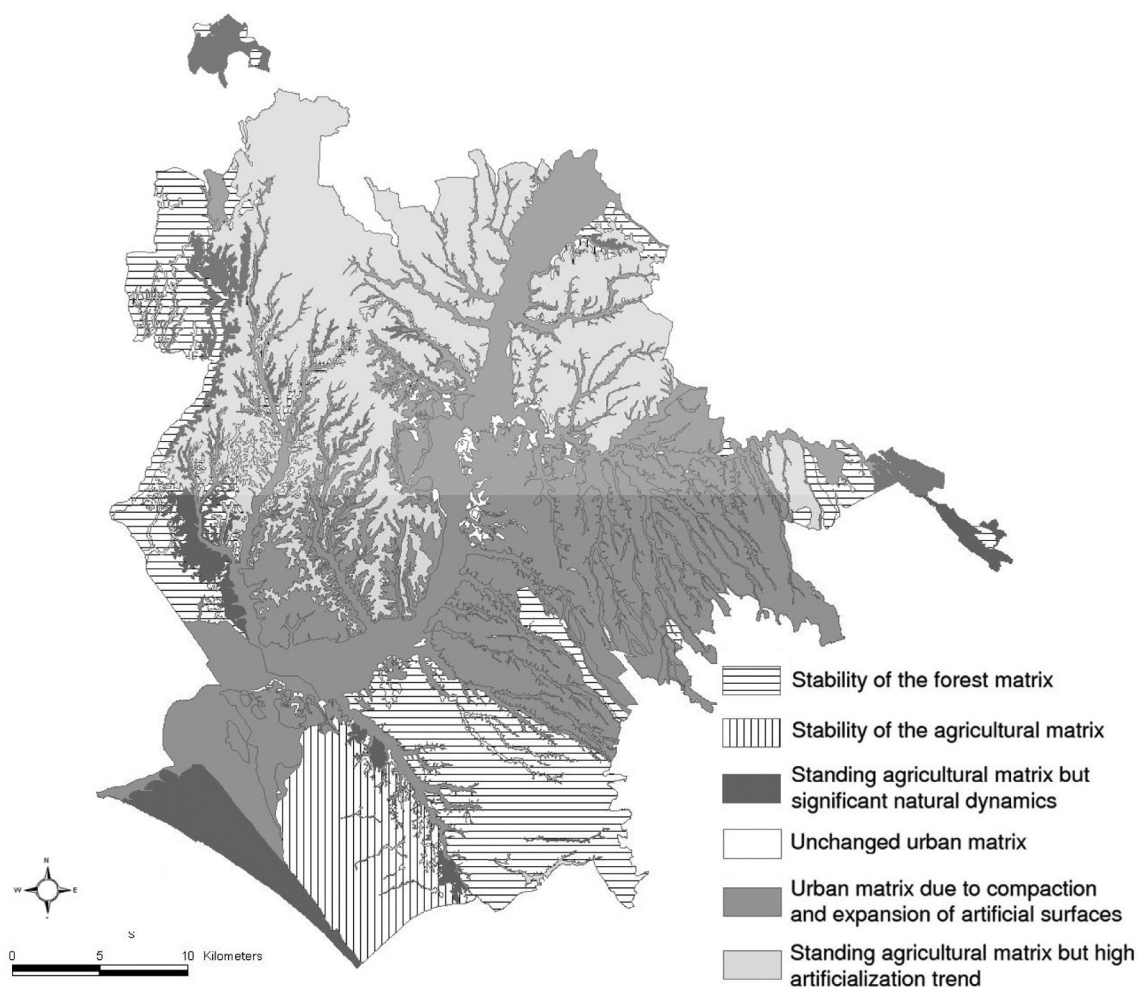 Stability of the forest matrix
Stability of the agricultural matrix
Standing agricultural matrix but
significant natural dynamics
Unchanged urban matrix
Urban matrix due to compaction
and expansion of artificial surfaces
Standing agricultural matrix but high
artificialization trend
N
W E
S
0 5 10 Kilometers